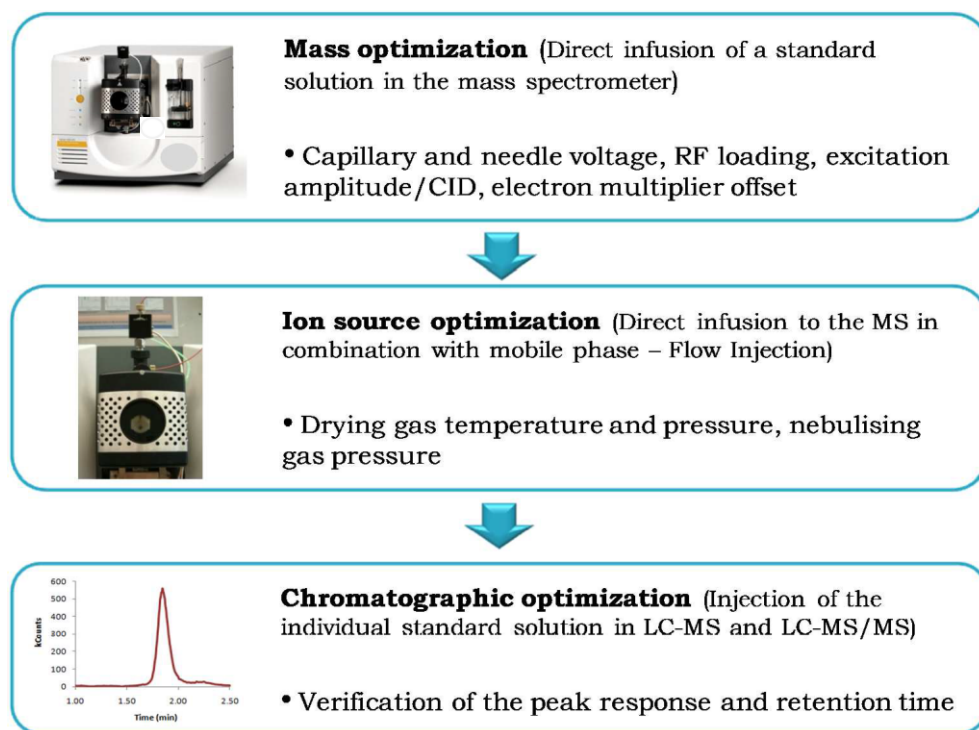 Mass optimization (Direct infusion of a standard
solution in the mass spectrometer)
• Capillary and needle voltage, RF loading, excitation
amplitude/CID, electron multiplier offset
Ion source optimization (Direct infusion to the MS in
combination with mobile phase – Flow Injection)
• Drying gas temperature and pressure, nebulising
gas pressure
600
500
400
300
200
100
0
kCounts
1.00 1.50 2.00 2.50
Time (min)
Chromatographic optimization (Injection of the
individual standard solution in LC-MS and LC-MS/MS)
• Verification of the peak response and retention time